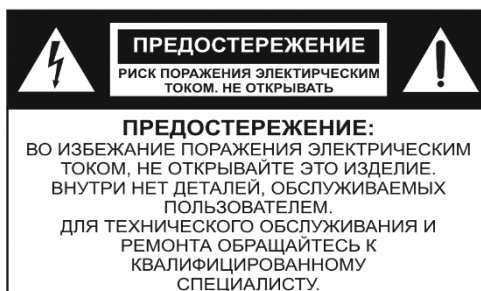 ПРЕДОСТЕРЕЖЕНИЕ
РИСК ПОРАЖЕНИЯ ЭЛЕКТИРЧЕСКИМ
ТОКОМ. НЕ ОТКРЫВАТЬ
ПРЕДОСТЕРЕЖЕНИЕ:
ВО ИЗБЕЖАНИЕ ПОРАЖЕНИЯ ЭЛЕКТРИЧЕСКИМ
ТОКОМ, НЕ ОТКРЫВАЙТЕ ЭТО ИЗДЕЛИЕ.
ВНУТРИ НЕТ ДЕТАЛЕЙ, ОБСЛУЖИВАЕМЫХ
ПОЛЬЗОВАТЕЛЕМ.
ДЛЯ ТЕХНИЧЕСКОГО ОБСЛУЖИВАНИЯ И
РЕМОНТА ОБРАЩАЙТЕСЬ К
КВАЛИФИЦИРОВАННОМУ
СПЕЦИАЛИСТУ.